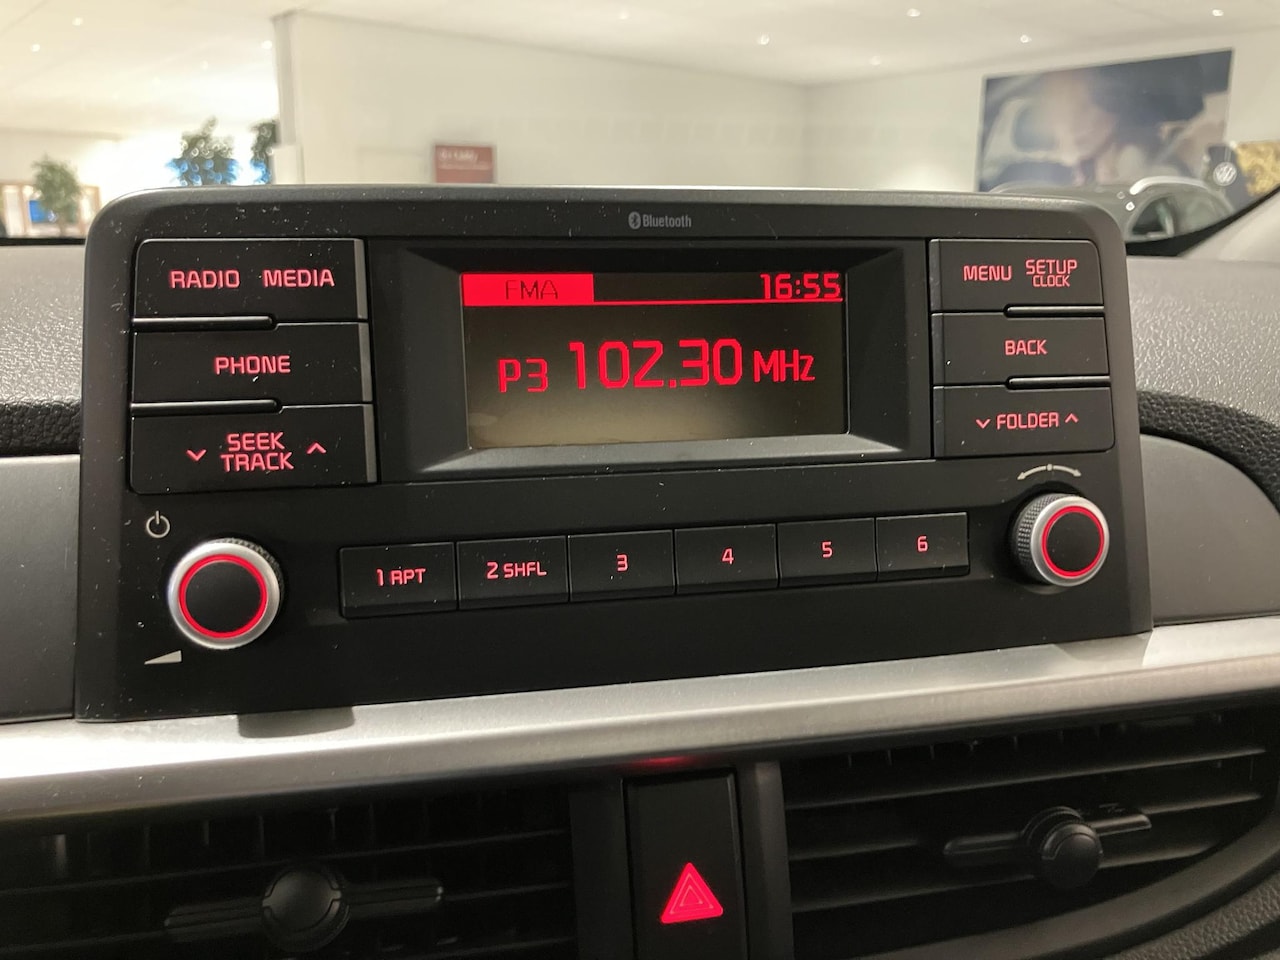 Bluetooth
RADIO MEDIA
PHONE
SEEK
TRACK
FMA 16:55
P3 102.30 MHz
MENU SETUP
CLOCK
BACK
FOLDER
1 RPT 2 SHFL 3 4 5 6